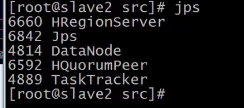 [root@slave2 src]# jps
6660 HRegionServer
6842 Jps
4814 DataNode
6592 HQuorumPeer
4889 TaskTracker
[root@slave2 src]#